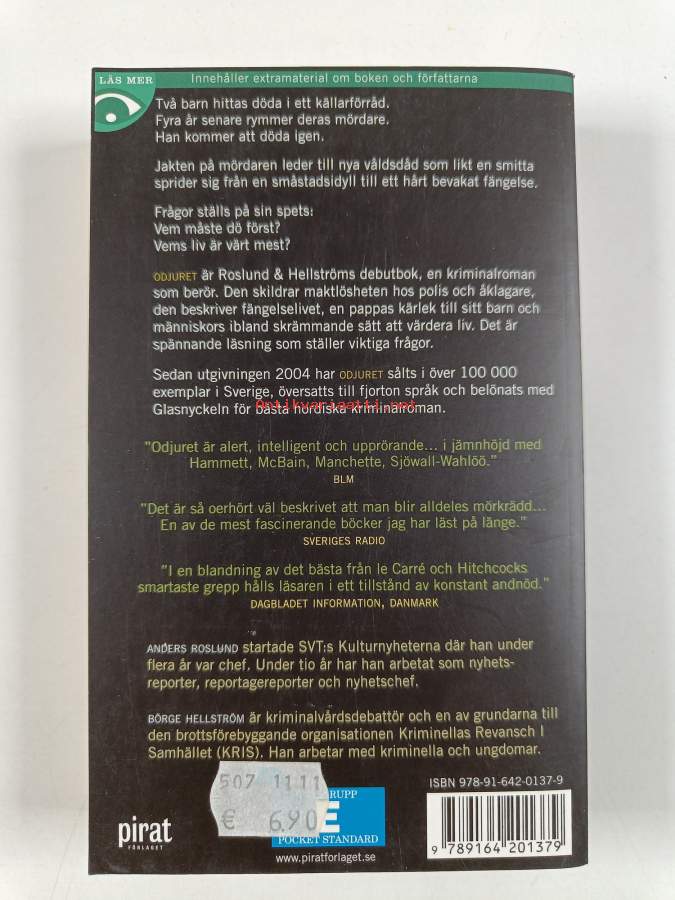 LÄS MER
Innehåller extramaterial om boken och författarna
Två barn hittas döda i ett källarförråd.
Fyra år senare rymmer deras mördare.
Han kommer att döda igen.
Jakten på mördaren leder till nya våldsdåd som likt en smitta
sprider sig från en småstadsidyll till ett hårt bevakat fängelse.
Frågor ställs på sin spets:
Vem måste dö först?
Vems liv är värt mest?
ODJURET är Roslund & Hellströms debutbok, en kriminalroman
som berör. Den skildrar maktlösheten hos polis och åklagare,
den beskriver fängelselivet, en pappas kärlek till sitt barn och
människors ibland skrämmande sätt att värdera liv. Det är
spännande läsning som ställer viktiga frågor.
Sedan utgivningen 2004 har ODJURET sålts i över 100 000
exemplar i Sverige, översatts till fjorton språk och belönats med
Glasnyckeln för bästa nordiska kriminalroman.
Antikvariaatti.net
"Odjuret är alert, intelligent och upprörande... i jämnhöjd med
Hammett, McBain, Manchette, Sjöwall-Wahlöö."
BLM
"Det är så oerhört väl beskrivet att man blir alldeles mörkrädd...
En av de mest fascinerande böcker jag har läst på länge."
SVERIGES RADIO
"I en blandning av det bästa från le Carré och Hitchcocks
smartaste grepp hålls läsaren i ett tillstånd av konstant andnöd."
DAGBLADET INFORMATION, DANMARK
ANDERS ROSLUND startade SVT:s Kulturnyheterna där han under
flera år var chef. Under tio år har han arbetat som nyhets-
reporter, reportagereporter och nyhetschef.
BÖRGE HELLSTRÖM är kriminalvårdsdebattör och en av grundarna till
den brottsförebyggande organisationen Kriminellas Revansch I
Samhället (KRIS). Han arbetar med kriminella och ungdomar.
507 1111
€ 6,90
RUPP
E
POCKET STANDARD
www.piratforlaget.se
pirat
FÖRLAGET
ISBN 978-91-642-0137-9
9 789164 201379